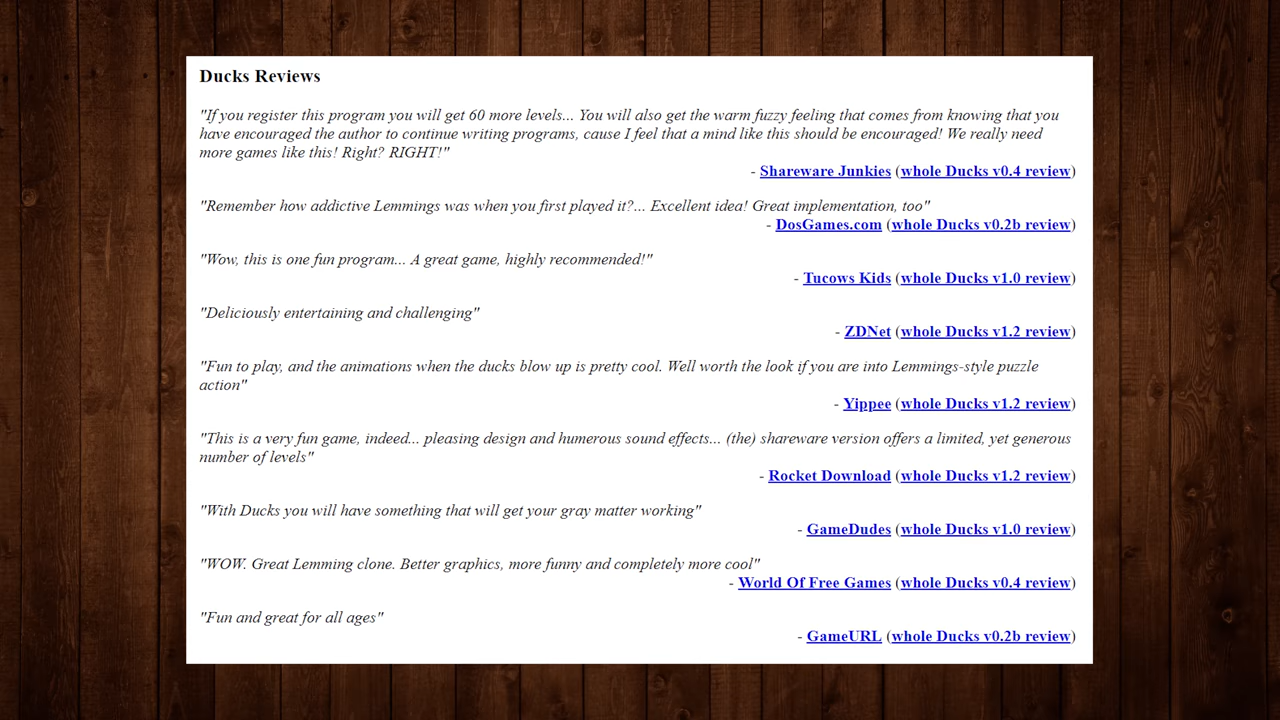 Ducks Reviews
"If you register this program you will get 60 more levels... You will also get the warm fuzzy feeling that comes from knowing that you
have encouraged the author to continue writing programs, cause I feel that a mind like this should be encouraged! We really need
more games like this! Right? RIGHT!"
- Shareware Junkies (whole Ducks v0.4 review)
"Remember how addictive Lemmings was when you first played it?... Excellent idea! Great implementation, too"
- DosGames.com (whole Ducks v0.2b review)
"Wow, this is one fun program... A great game, highly recommended!"
- Tucows Kids (whole Ducks v1.0 review)
"Deliciously entertaining and challenging"
- ZDNet (whole Ducks v1.2 review)
"Fun to play, and the animations when the ducks blow up is pretty cool. Well worth the look if you are into Lemmings-style puzzle
action"
- Yippee (whole Ducks v1.2 review)
"This is a very fun game, indeed... pleasing design and humerous sound effects... (the) shareware version offers a limited, yet generous
number of levels"
- Rocket Download (whole Ducks v1.2 review)
"With Ducks you will have something that will get your gray matter working"
- GameDudes (whole Ducks v1.0 review)
"WOW. Great Lemming clone. Better graphics, more funny and completely more cool"
- World Of Free Games (whole Ducks v0.4 review)
"Fun and great for all ages"
- GameURL (whole Ducks v0.2b review)